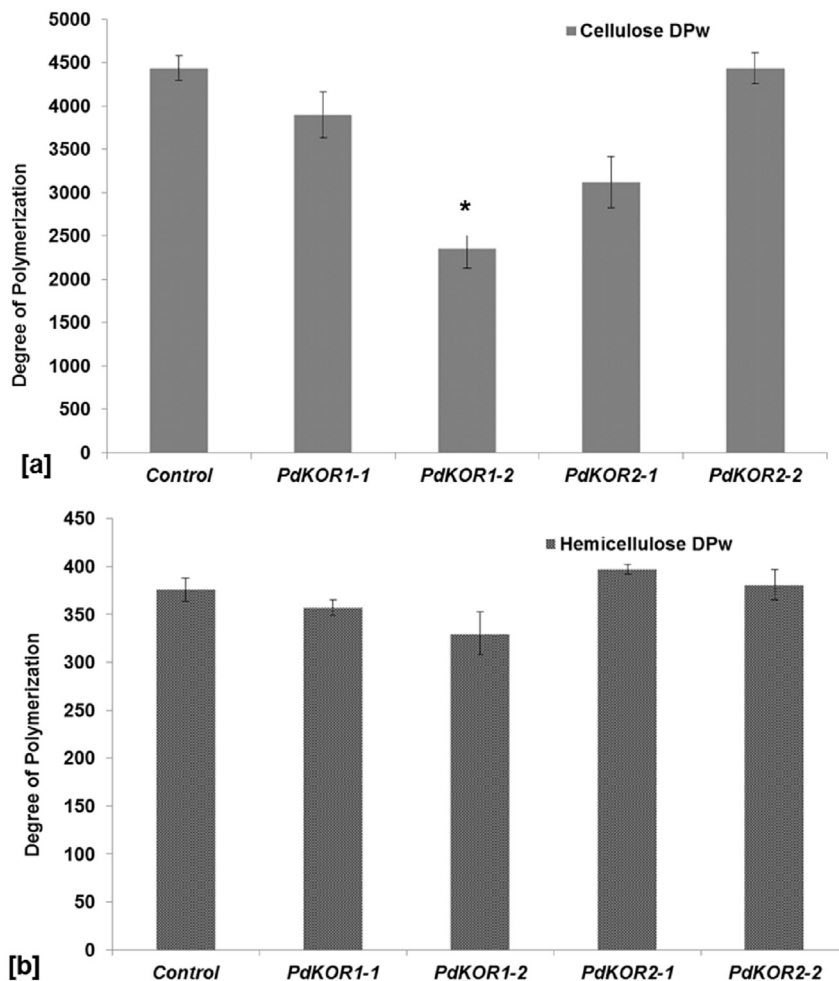 5000
4500
4000
3500
3000
2500
2000
1500
1000
500
0
Degree of Polymerization
Cellulose DPw
*
[a]
Control PdKOR1-1 PdKOR1-2 PdKOR2-1 PdKOR2-2
450
400
350
300
250
200
150
100
50
0
Degree of Polymerization
Hemicellulose DPw
[b]
Control PdKOR1-1 PdKOR1-2 PdKOR2-1 PdKOR2-2